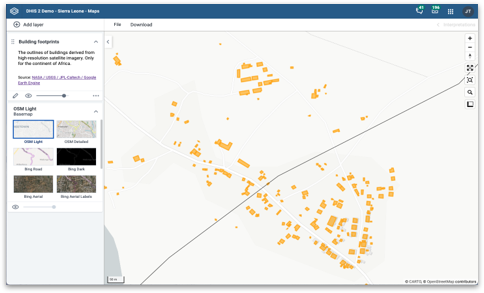 DHIS 2 Demo - Sierra Leone - Maps
JT
Add layer
File
Download
Interpretations
Building footprints
The outlines of buildings derived from
high-resolution satellite imagery. Only
for the continent of Africa.
Source: NASA / USGS / JPL-Caltech / Google
Earth Engine
OSM Light
Basemap
OSM Light
OSM Detailed
Bing Road
Bing Dark
Bing Aerial
Bing Aerial Labels
50 m
© CARTO, © OpenStreetMap contributors